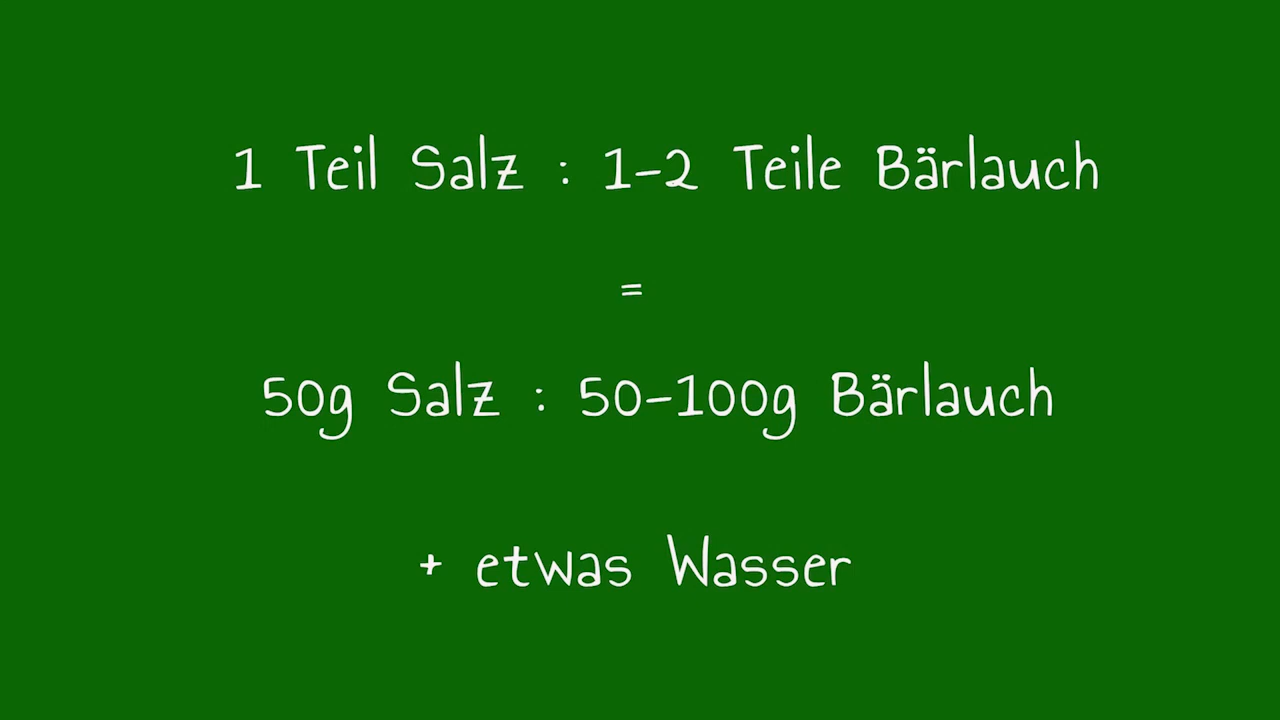 1 Teil Salz : 1-2 Teile Bärlauch
=
50g Salz : 50-100g Bärlauch
+ etwas Wasser